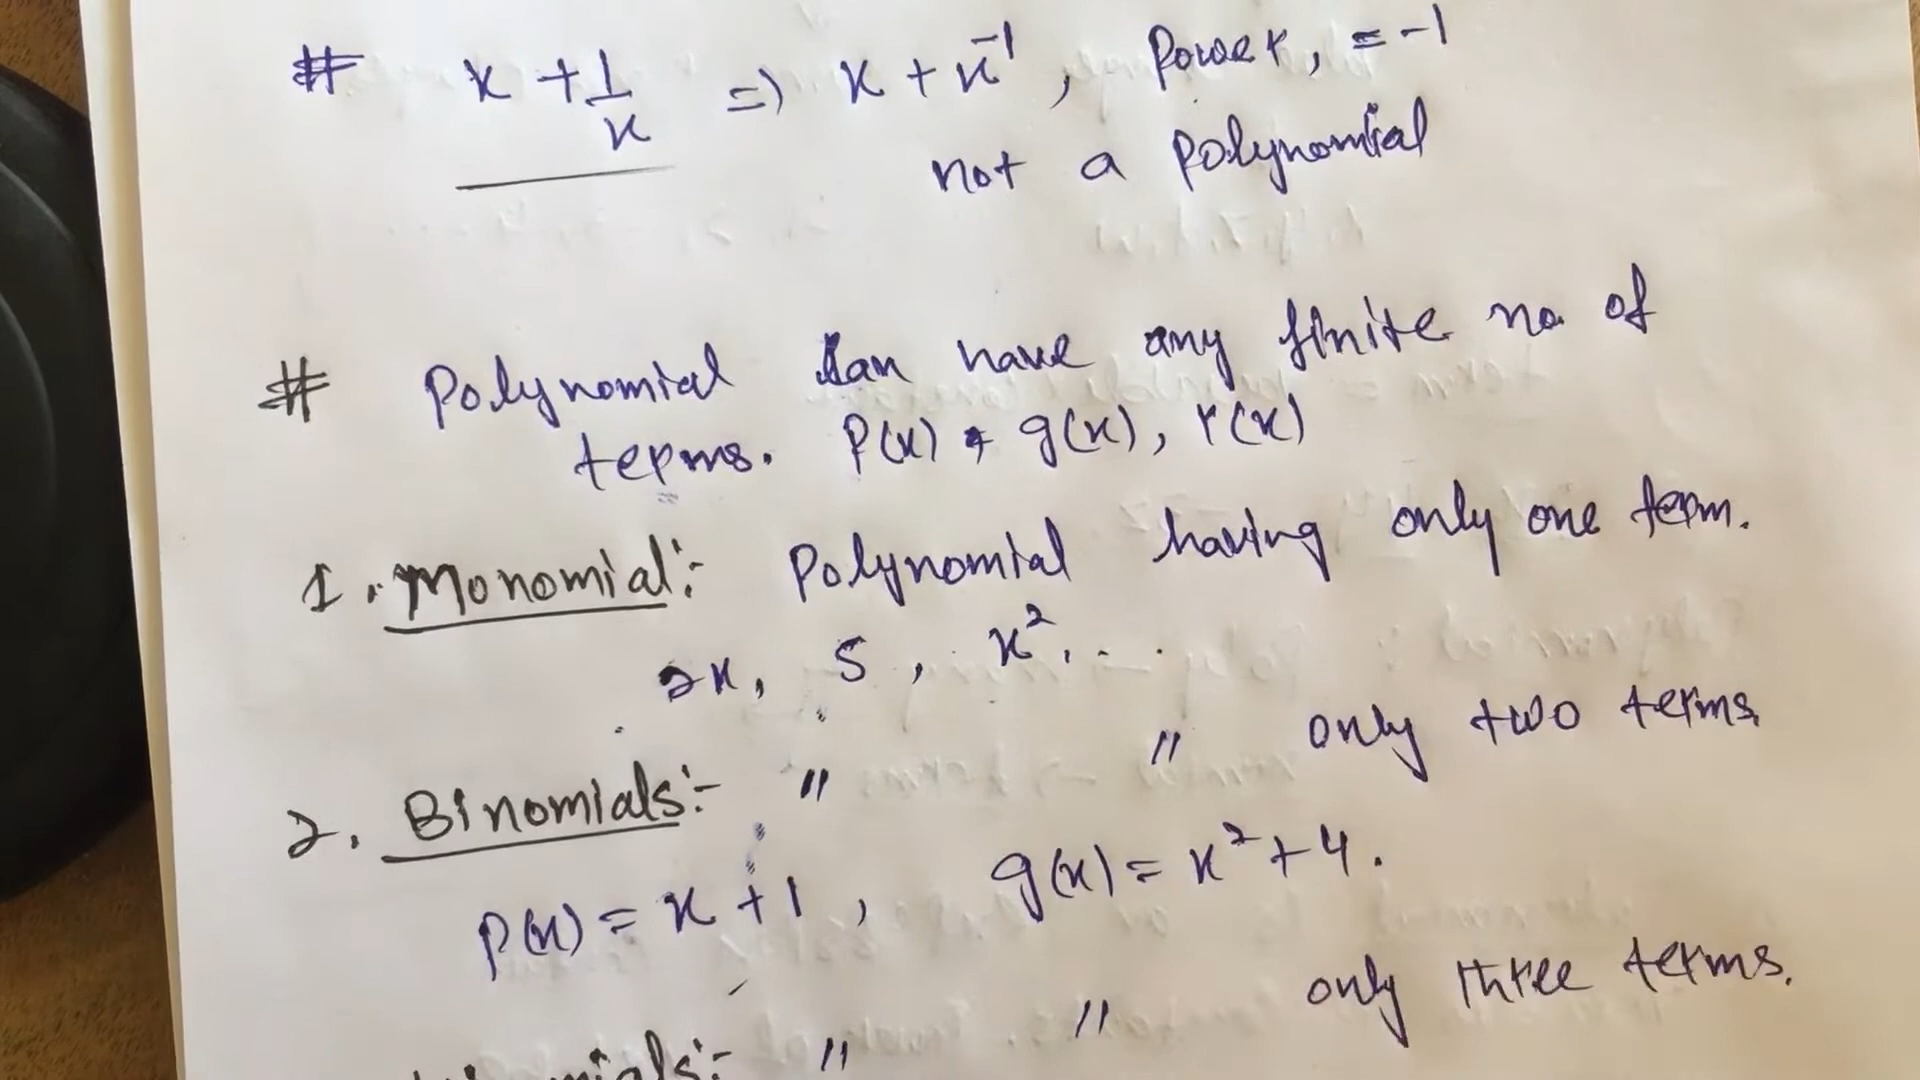 # x + 1/x => x + x⁻¹, Power, = -1
not a polynomial
# Polynomial can have any finite no. of
terms. P(x), g(x), r(x)
1. Monomial:- Polynomial having only one term.
2x, 5, x²,...
2. Binomials:- " " only two terms
P(x) = x + 1, g(x) = x² + 4.
" " only three terms.